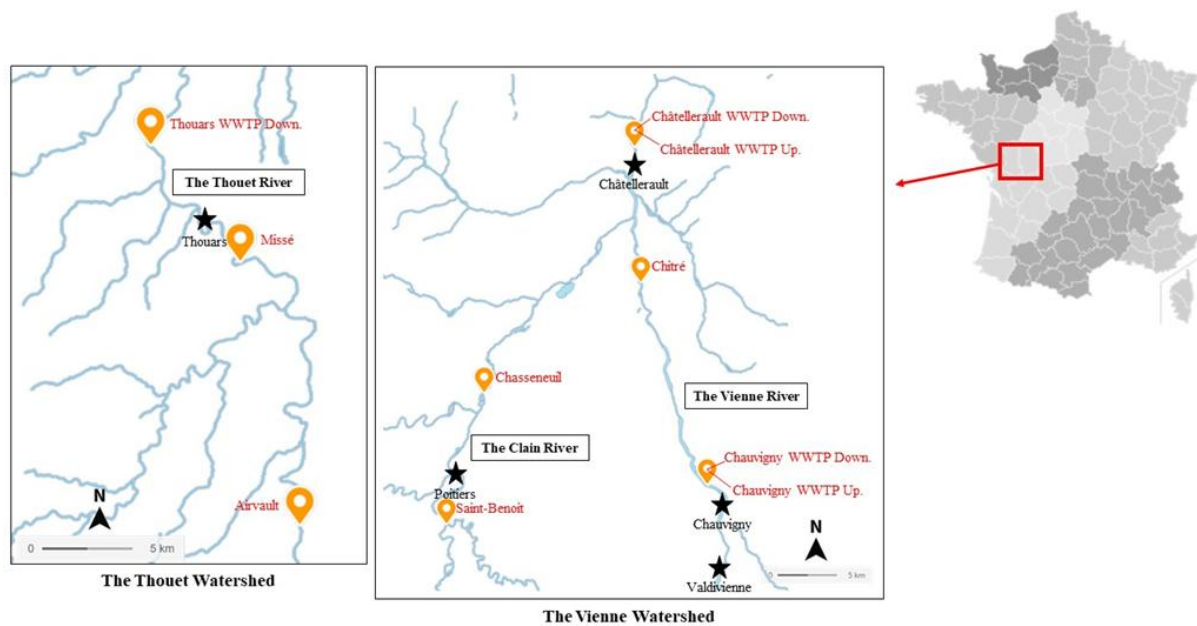 Thouars WWTP Down.
The Thouet River
Thouars
Missé
Airvault
N
0 5 km
The Thouet Watershed
Châtellerault WWTP Down.
Châtellerault WWTP Up.
Châtellerault
Chitré
Chasseneuil
The Vienne River
The Clain River
Poitiers
Saint-Benoit
Chauvigny WWTP Down.
Chauvigny WWTP Up.
Chauvigny
N
0 5 km
Valdivienne
The Vienne Watershed